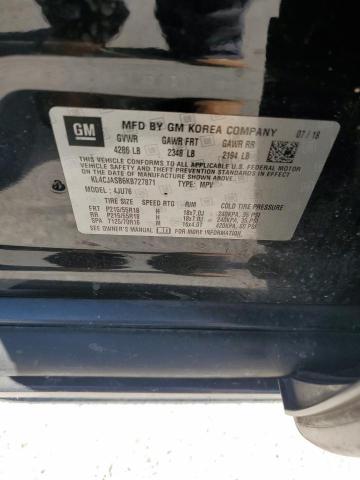 GM MFD BY GM KOREA COMPANY 07/18
GVWR GAWR FRT GAWR RR
4286 LB 2348 LB 2194 LB
THIS VEHICLE CONFORMS TO ALL APPLICABLE U.S. FEDERAL MOTOR
VEHICLE SAFETY AND THEFT PREVENTION STANDARDS IN EFFECT
ON THE DATE OF MANUFACTURE SHOWN ABOVE.
KL4CJASB6KB727871 TYPE: MPV
MODEL: 4JU76
TIRE SIZE SPEED RTG RIM COLD TIRE PRESSURE
FRT P215/55R18 H 18x7.0J 240KPA, 35 PSI
RR P215/55R18 H 18x7.0J 240KPA, 35 PSI
SPA T125/70R16 M 16x4.0T 420KPA, 60 PSI
SEE OWNER'S MANUAL FOR MORE INFORMATION